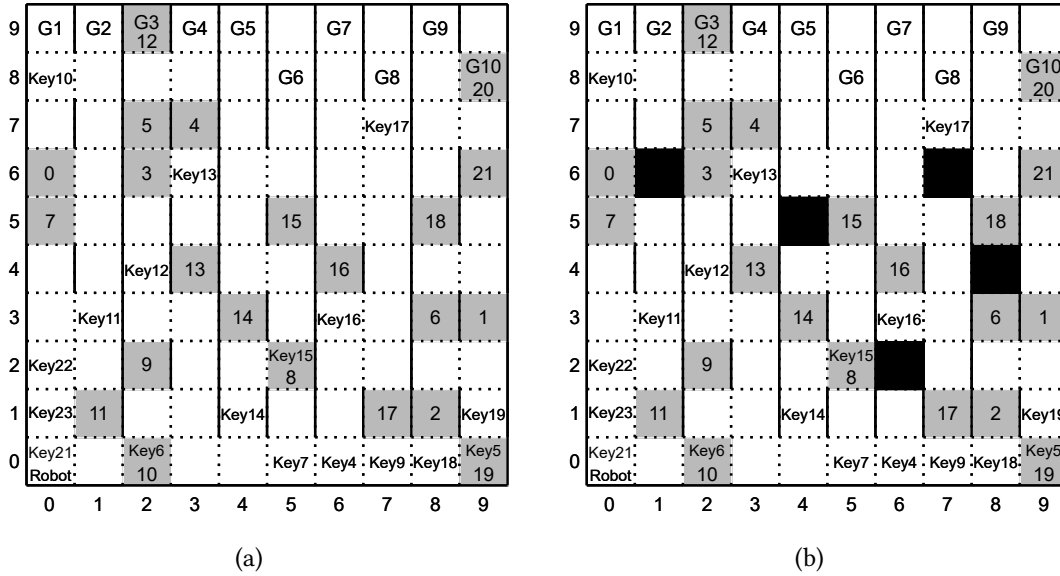 9 G1 G2 G3 G4 G5 G7 G9
12
8 Key10 G6 G8 G10
20
7 5 4 Key17
6 0 3 Key13 21
5 7 15 18
4 Key12 13 16
3 Key11 14 Key16 6 1
2 Key22 9 Key15
8
1 Key23 11 Key14 17 2 Key19
0 Key21 Key6 Key7 Key4 Key9 Key18 Key5
Robot 10 19
0 1 2 3 4 5 6 7 8 9
(a)
9 G1 G2 G3 G4 G5 G7 G9
12
8 Key10 G6 G8 G10
20
7 5 4 Key17
6 0 3 Key13 21
5 7 15 18
4 Key12 13 16
3 Key11 14 Key16 6 1
2 Key22 9 Key15
8
1 Key23 11 Key14 17 2 Key19
0 Key21 Key6 Key7 Key4 Key9 Key18 Key5
Robot 10 19
0 1 2 3 4 5 6 7 8 9
(b)